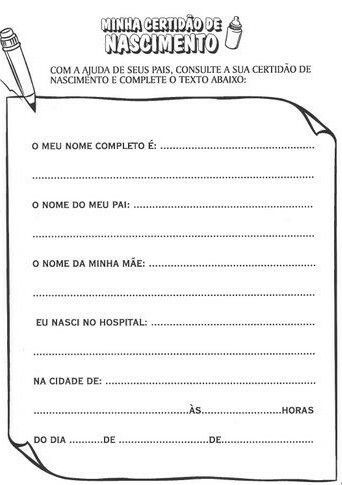 MINHA CERTIDÃO DE
NASCIMENTO
COM A AJUDA DE SEUS PAIS, CONSULTE A SUA CERTIDÃO DE
NASCIMENTO E COMPLETE O TEXTO ABAIXO:
O MEU NOME COMPLETO É: ..........................................
..............................................................................
O NOME DO MEU PAI: ................................................
..............................................................................
O NOME DA MINHA MÃE: ............................................
..............................................................................
EU NASCI NO HOSPITAL: ............................................
..............................................................................
NA CIDADE DE: ........................................................
..........................................ÀS.....................HORAS
DO DIA ..........DE ..........................DE.........................